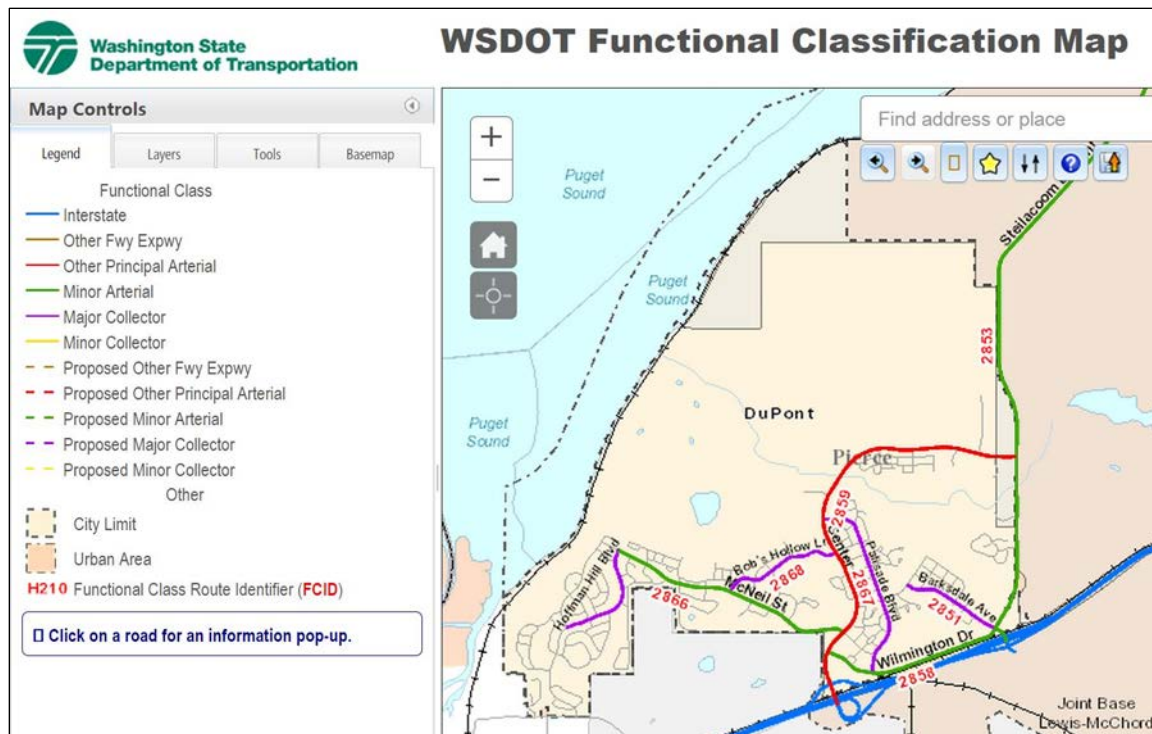 Washington State
Department of Transportation
WSDOT Functional Classification Map
Map Controls
Legend
Layers
Tools
Basemap
Functional Class
Interstate
Other Fwy Expwy
Other Principal Arterial
Minor Arterial
Major Collector
Minor Collector
Proposed Other Fwy Expwy
Proposed Other Principal Arterial
Proposed Minor Arterial
Proposed Major Collector
Proposed Minor Collector
Other
City Limit
Urban Area
H210 Functional Class Route Identifier (FCID)
Click on a road for an information pop-up.
+
−
Find address or place
Puget
Sound
Puget
Sound
Puget
Sound
Steilacoom
2853
DuPont
Pierce
2859
Center
Palisade Blvd
2867
Bob's Hollow Ln
2868
McNeil St
2866
Hoffman Hill Blvd
Barksdale Ave
2851
Wilmington Dr
2858
Joint Base
Lewis-McChord